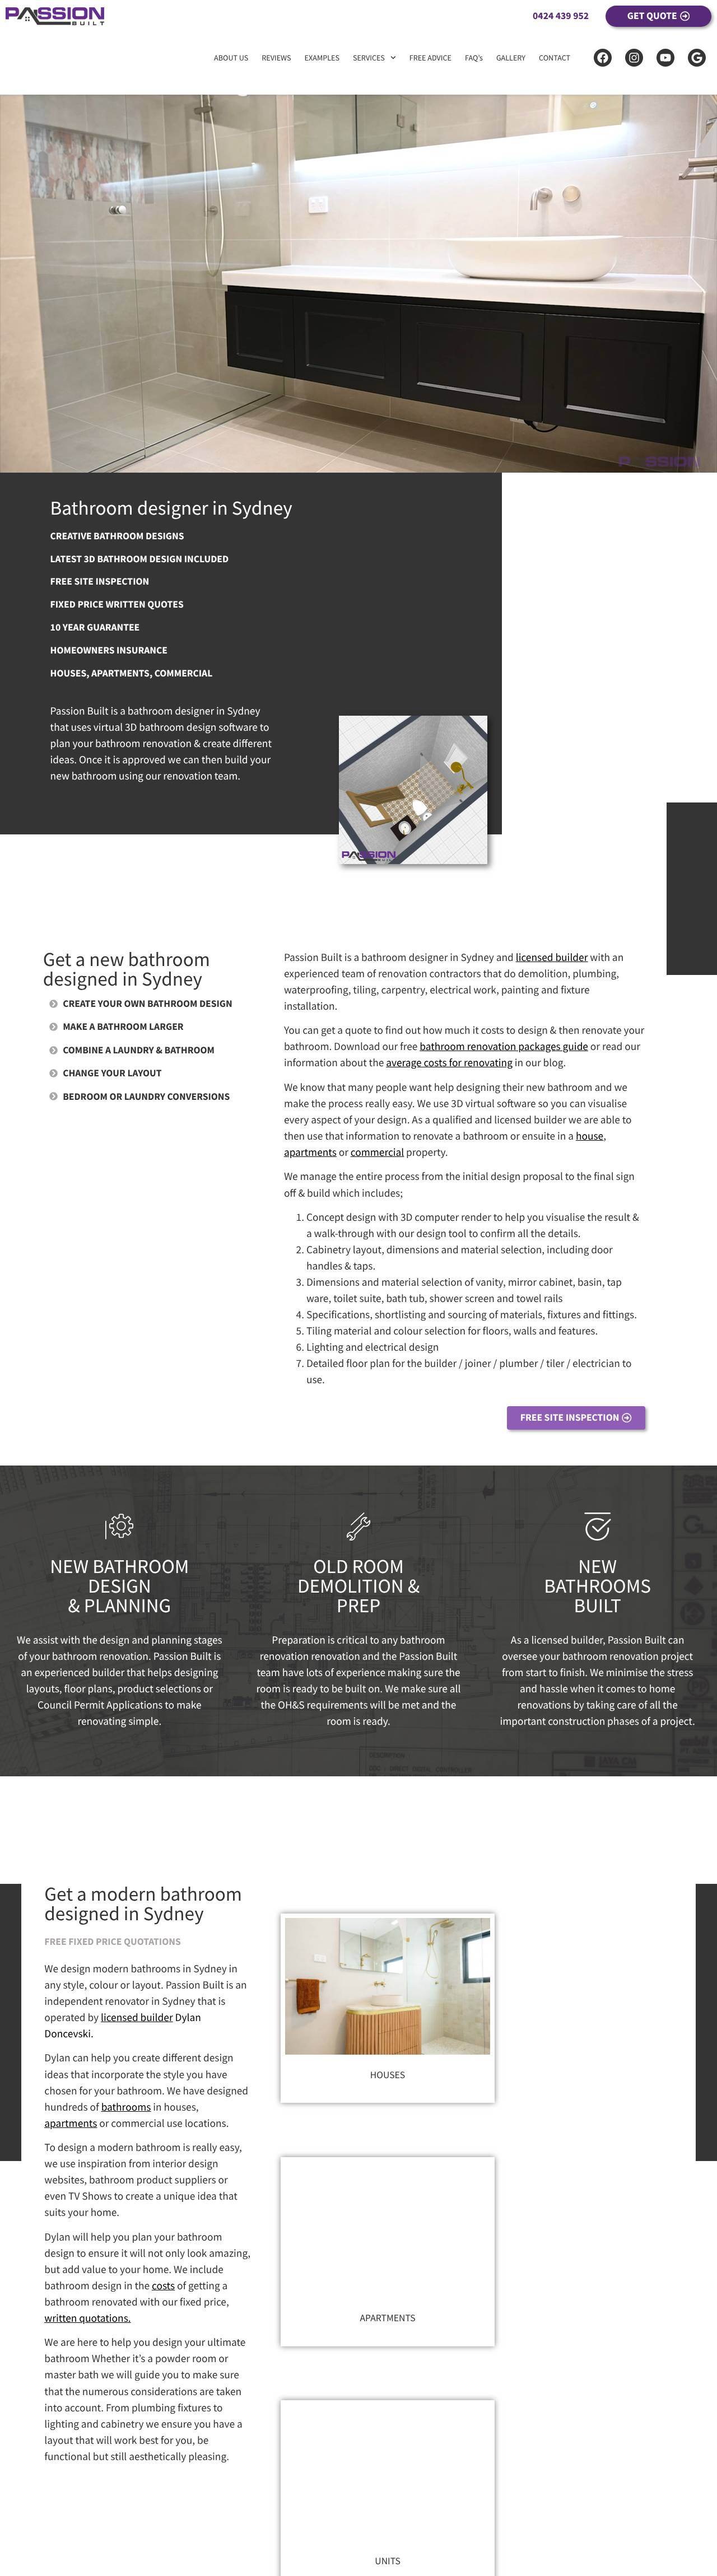 PASSION
BUILT
0424 439 952
GET QUOTE
ABOUT US REVIEWS EXAMPLES SERVICES FREE ADVICE FAQ's GALLERY CONTACT
Bathroom designer in Sydney
CREATIVE BATHROOM DESIGNS
LATEST 3D BATHROOM DESIGN INCLUDED
FREE SITE INSPECTION
FIXED PRICE WRITTEN QUOTES
10 YEAR GUARANTEE
HOMEOWNERS INSURANCE
HOUSES, APARTMENTS, COMMERCIAL
Passion Built is a bathroom designer in Sydney
that uses virtual 3D bathroom design software to
plan your bathroom renovation & create different
ideas. Once it is approved we can then build your
new bathroom using our renovation team.
PASSION
Get a new bathroom
designed in Sydney
CREATE YOUR OWN BATHROOM DESIGN
MAKE A BATHROOM LARGER
COMBINE A LAUNDRY & BATHROOM
CHANGE YOUR LAYOUT
BEDROOM OR LAUNDRY CONVERSIONS
Passion Built is a bathroom designer in Sydney and licensed builder with an
experienced team of renovation contractors that do demolition, plumbing,
waterproofing, tiling, carpentry, electrical work, painting and fixture
installation.
You can get a quote to find out how much it costs to design & then renovate your
bathroom. Download our free bathroom renovation packages guide or read our
information about the average costs for renovating in our blog.
We know that many people want help designing their new bathroom and we
make the process really easy. We use 3D virtual software so you can visualise
every aspect of your design. As a qualified and licensed builder we are able to
then use that information to renovate a bathroom or ensuite in a house,
apartments or commercial property.
We manage the entire process from the initial design proposal to the final sign
off & build which includes;
1. Concept design with 3D computer render to help you visualise the result &
a walk-through with our design tool to confirm all the details.
2. Cabinetry layout, dimensions and material selection, including door
handles & taps.
3. Dimensions and material selection of vanity, mirror cabinet, basin, tap
ware, toilet suite, bath tub, shower screen and towel rails
4. Specifications, shortlisting and sourcing of materials, fixtures and fittings.
5. Tiling material and colour selection for floors, walls and features.
6. Lighting and electrical design
7. Detailed floor plan for the builder / joiner / plumber / tiler / electrician to
use.
FREE SITE INSPECTION
NEW BATHROOM
DESIGN
& PLANNING
We assist with the design and planning stages
of your bathroom renovation. Passion Built is
an experienced builder that helps designing
layouts, floor plans, product selections or
Council Permit Applications to make
renovating simple.
OLD ROOM
DEMOLITION &
PREP
Preparation is critical to any bathroom
renovation renovation and the Passion Built
team have lots of experience making sure the
room is ready to be built on. We make sure all
the OH&S requirements will be met and the
room is ready.
NEW
BATHROOMS
BUILT
As a licensed builder, Passion Built can
oversee your bathroom renovation project
from start to finish. We minimise the stress
and hassle when it comes to home
renovations by taking care of all the
important construction phases of a project.
Get a modern bathroom
designed in Sydney
FREE FIXED PRICE QUOTATIONS
We design modern bathrooms in Sydney in
any style, colour or layout. Passion Built is an
independent renovator in Sydney that is
operated by licensed builder Dylan
Doncevski.
Dylan can help you create different design
ideas that incorporate the style you have
chosen for your bathroom. We have designed
hundreds of bathrooms in houses,
apartments or commercial use locations.
To design a modern bathroom is really easy,
we use inspiration from interior design
websites, bathroom product suppliers or
even TV Shows to create a unique idea that
suits your home.
Dylan will help you plan your bathroom
design to ensure it will not only look amazing,
but add value to your home. We include
bathroom design in the costs of getting a
bathroom renovated with our fixed price,
written quotations.
We are here to help you design your ultimate
bathroom Whether it's a powder room or
master bath we will guide you to make sure
that the numerous considerations are taken
into account. From plumbing fixtures to
lighting and cabinetry we ensure you have a
layout that will work best for you, be
functional but still aesthetically pleasing.
HOUSES
APARTMENTS
UNITS